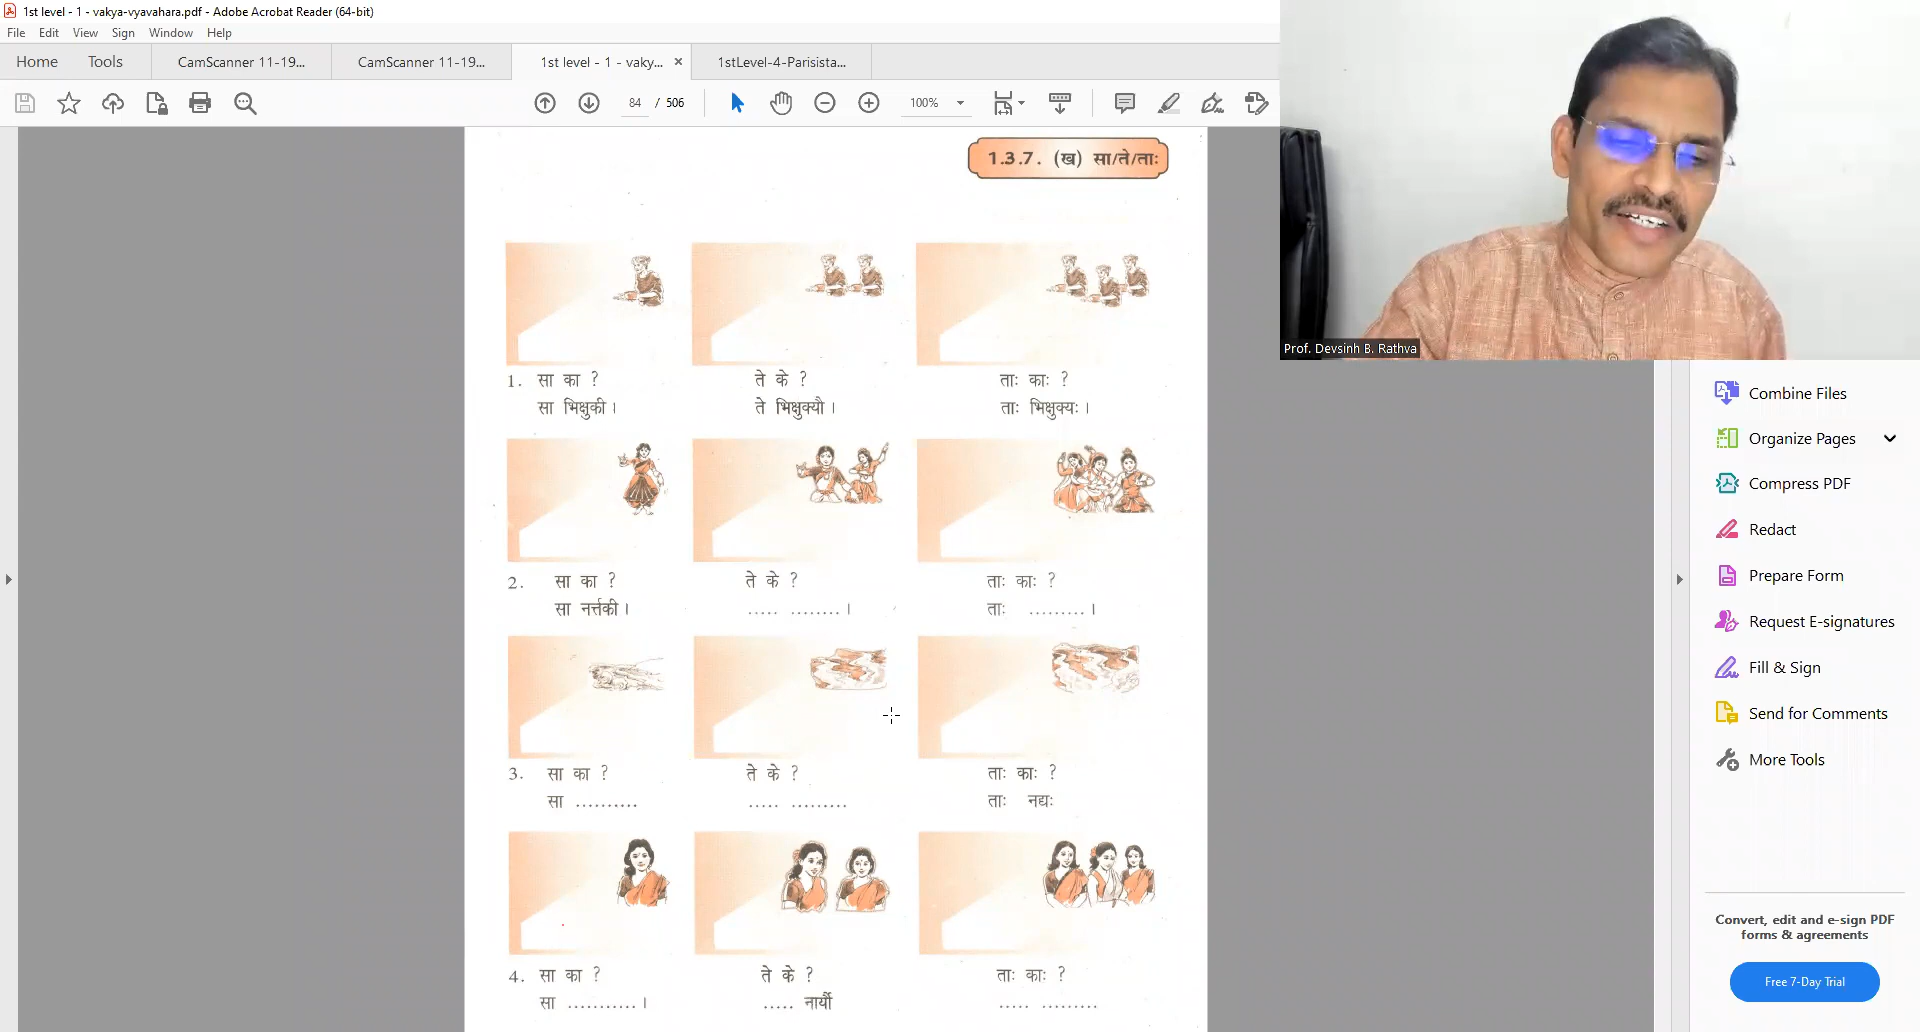 1st level - 1 - vakya-vyavahara.pdf - Adobe Acrobat Reader (64-bit)
File Edit View Sign Window Help
Home Tools CamScanner 11-19... CamScanner 11-19... 1st level - 1 - vaky... × 1stLevel-4-Parisista...
84 / 506 100%
1.3.7. (ख) सा/ते/ताः
1. सा का ? ते के ? ताः काः ?
सा भिक्षुकी । ते भिक्षुक्यौ । ताः भिक्षुक्यः ।
2. सा का ? ते के ? ताः काः ?
सा नर्त्तकी । ..... ........ । ताः ......... ।
3. सा का ? ते के ? ताः काः ?
सा .......... ..... ......... ताः नद्यः
4. सा का ? ते के ? ताः काः ?
सा ........... । ..... नार्यौ ..... .........
Prof. Devsinh B. Rathva
Combine Files
Organize Pages
Compress PDF
Redact
Prepare Form
Request E-signatures
Fill & Sign
Send for Comments
More Tools
Convert, edit and e-sign PDF
forms & agreements
Free 7-Day Trial